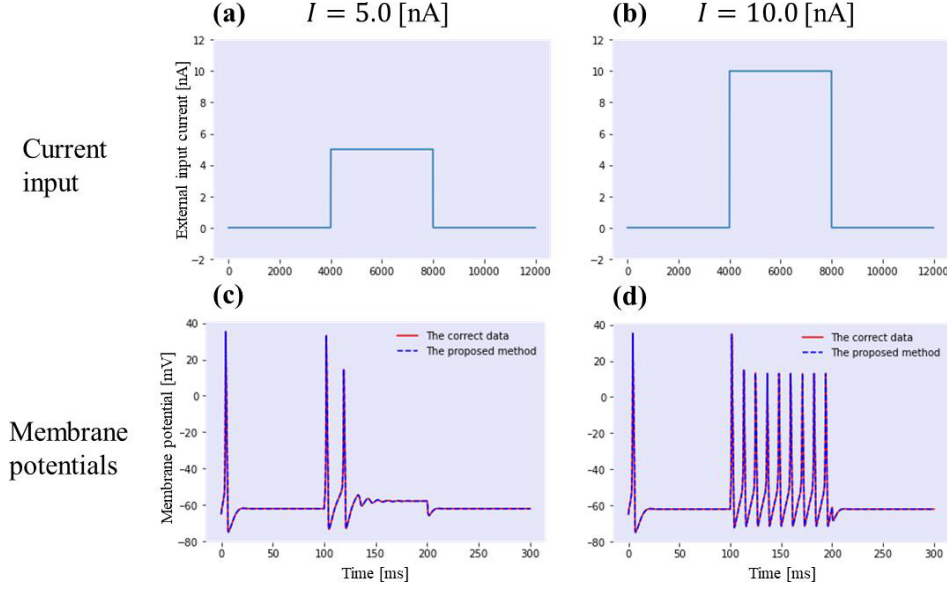 (a) I = 5.0 [nA]
(b) I = 10.0 [nA]
Current
input
External input current [nA]
12
10
8
6
4
2
0
−2
0 2000 4000 6000 8000 10000 12000
12
10
8
6
4
2
0
−2
0 2000 4000 6000 8000 10000 12000
(c)
(d)
Membrane
potentials
Membrane potential [mV]
40
20
0
−20
−40
−60
−80
The correct data
The proposed method
0 50 100 150 200 250 300
Time [ms]
40
20
0
−20
−40
−60
−80
The correct data
The proposed method
0 50 100 150 200 250 300
Time [ms]